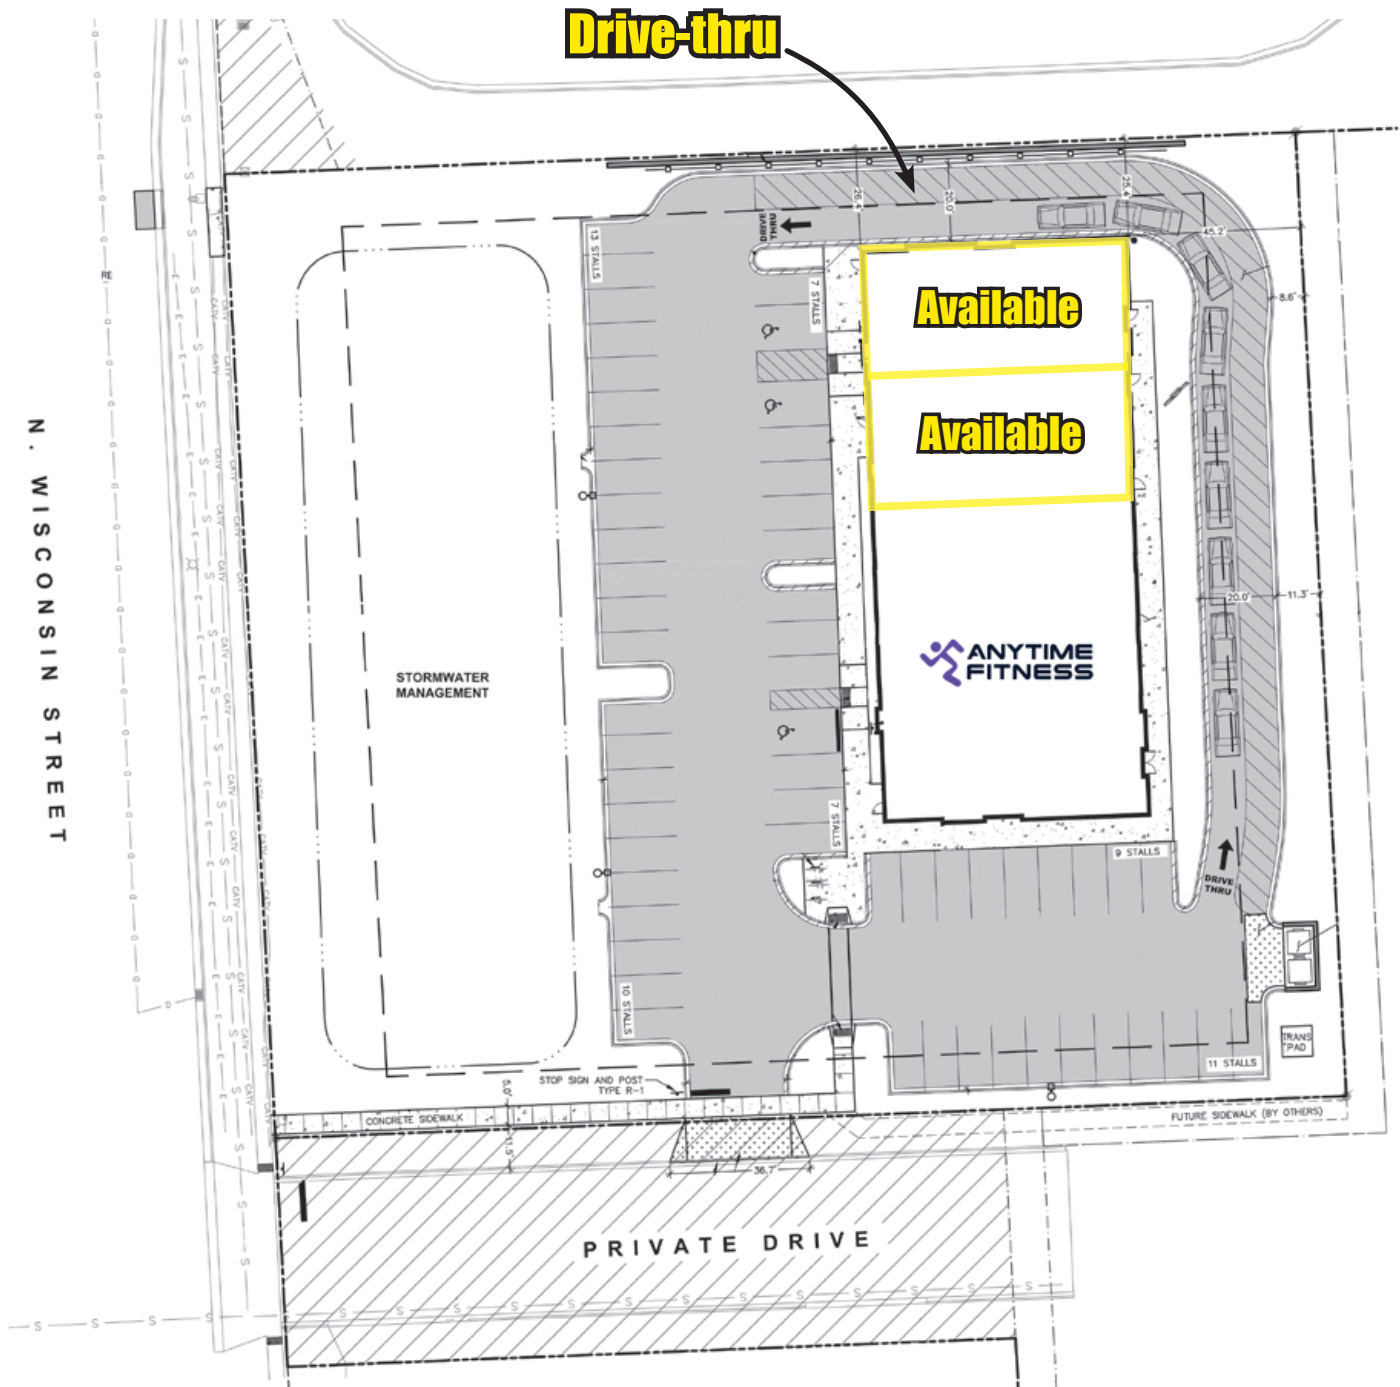 Drive-thru
DRIVE
THRU
26.4'
20.0'
25.4'
45.2'
8.6'
13 STALLS
7 STALLS
Available
Available
RE
N. WISCONSIN STREET
STORMWATER
MANAGEMENT
ANYTIME
FITNESS
20.0'
11.3'
7 STALLS
9 STALLS
DRIVE
THRU
10 STALLS
11 STALLS
TRANS
PAD
STOP SIGN AND POST
TYPE R-1
5.0'
CONCRETE SIDEWALK
FUTURE SIDEWALK (BY OTHERS)
11.5'
36.7'
PRIVATE DRIVE